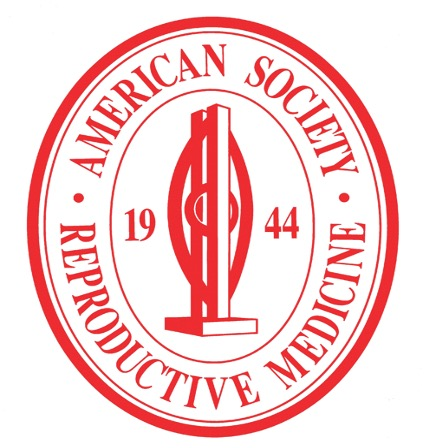 AMERICAN SOCIETY
19 44
REPRODUCTIVE MEDICINE